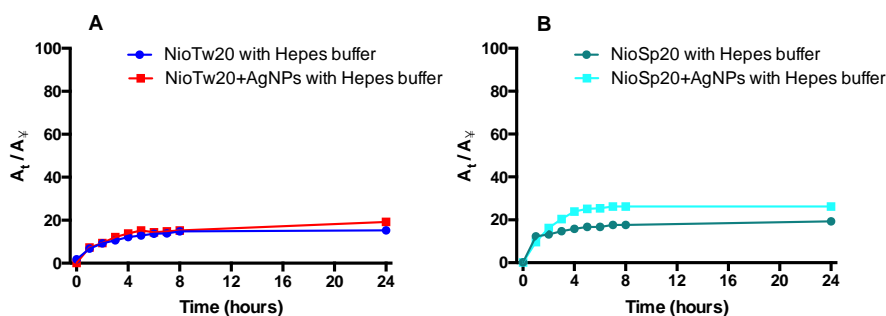 A
NioTw20 with Hepes buffer
NioTw20+AgNPs with Hepes buffer
100
80
60
40
20
0
At / A¥
0 4 8 12 16 20 24
Time (hours)
B
NioSp20 with Hepes buffer
NioSp20+AgNPs with Hepes buffer
100
80
60
40
20
0
At / A¥
0 4 8 12 16 20 24
Time (hours)